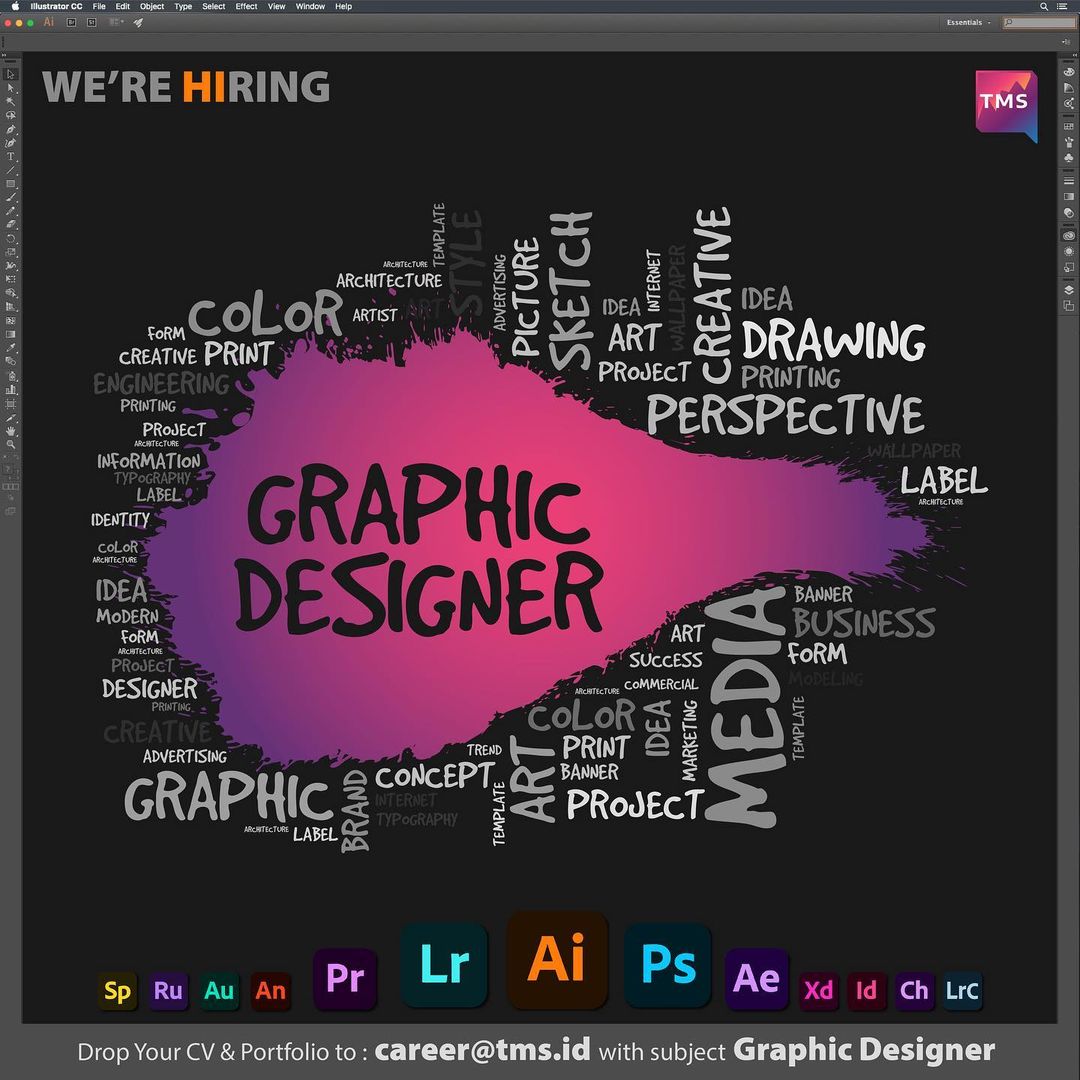 Illustrator CC File Edit Object Type Select Effect View Window Help
Ai Br St Essentials
WE'RE HIRING
TMS
TEMPLATE
STYLE
ADVERTISING
PICTURE
SKETCH
INTERNET
WALLPAPER
CREATIVE
ARCHITECTURE
ARCHITECTURE
ART
COLOR
ARTIST
IDEA
IDEA
FORM
ART
DRAWING
CREATIVE PRINT
PROJECT
PRINTING
ENGINEERING
PRINTING
PERSPECTIVE
PROJECT
ARCHITECTURE
WALLPAPER
INFORMATION
TYPOGRAPHY
LABEL
LABEL
ARCHITECTURE
IDENTITY
GRAPHIC
DESIGNER
COLOR
ARCHITECTURE
IDEA
MODERN
FORM
ARCHITECTURE
PROJECT
DESIGNER
PRINTING
CREATIVE
ADVERTISING
GRAPHIC
ARCHITECTURE
LABEL
BRAND
CONCEPT
INTERNET
TYPOGRAPHY
TREND
TEMPLATE
ART
COLOR
PRINT
BANNER
PROJECT
IDEA
MARKETING
ARCHITECTURE
COMMERCIAL
SUCCESS
ART
MEDIA
BANNER
BUSINESS
FORM
MODELING
TEMPLATE
Sp Ru Au An Pr Lr Ai Ps Ae Xd Id Ch LrC
Drop Your CV & Portfolio to : career@tms.id with subject Graphic Designer